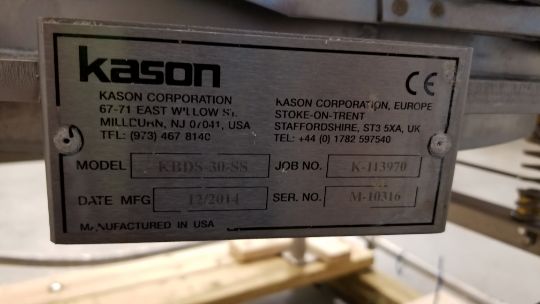 kason
CE
KASON CORPORATION
67-71 EAST WILLOW ST.
MILLBURN, NJ 07041, USA
TEL: (973) 467 8140
KASON CORPORATION, EUROPE
STOKE-ON-TRENT
STAFFORDSHIRE, ST3 5XA, UK
TEL: +44 (0) 1782 597540
MODEL KBDS-30-SS JOB NO. K-113970
DATE MFG 12/2014 SER. NO. M-10316
MANUFACTURED IN USA